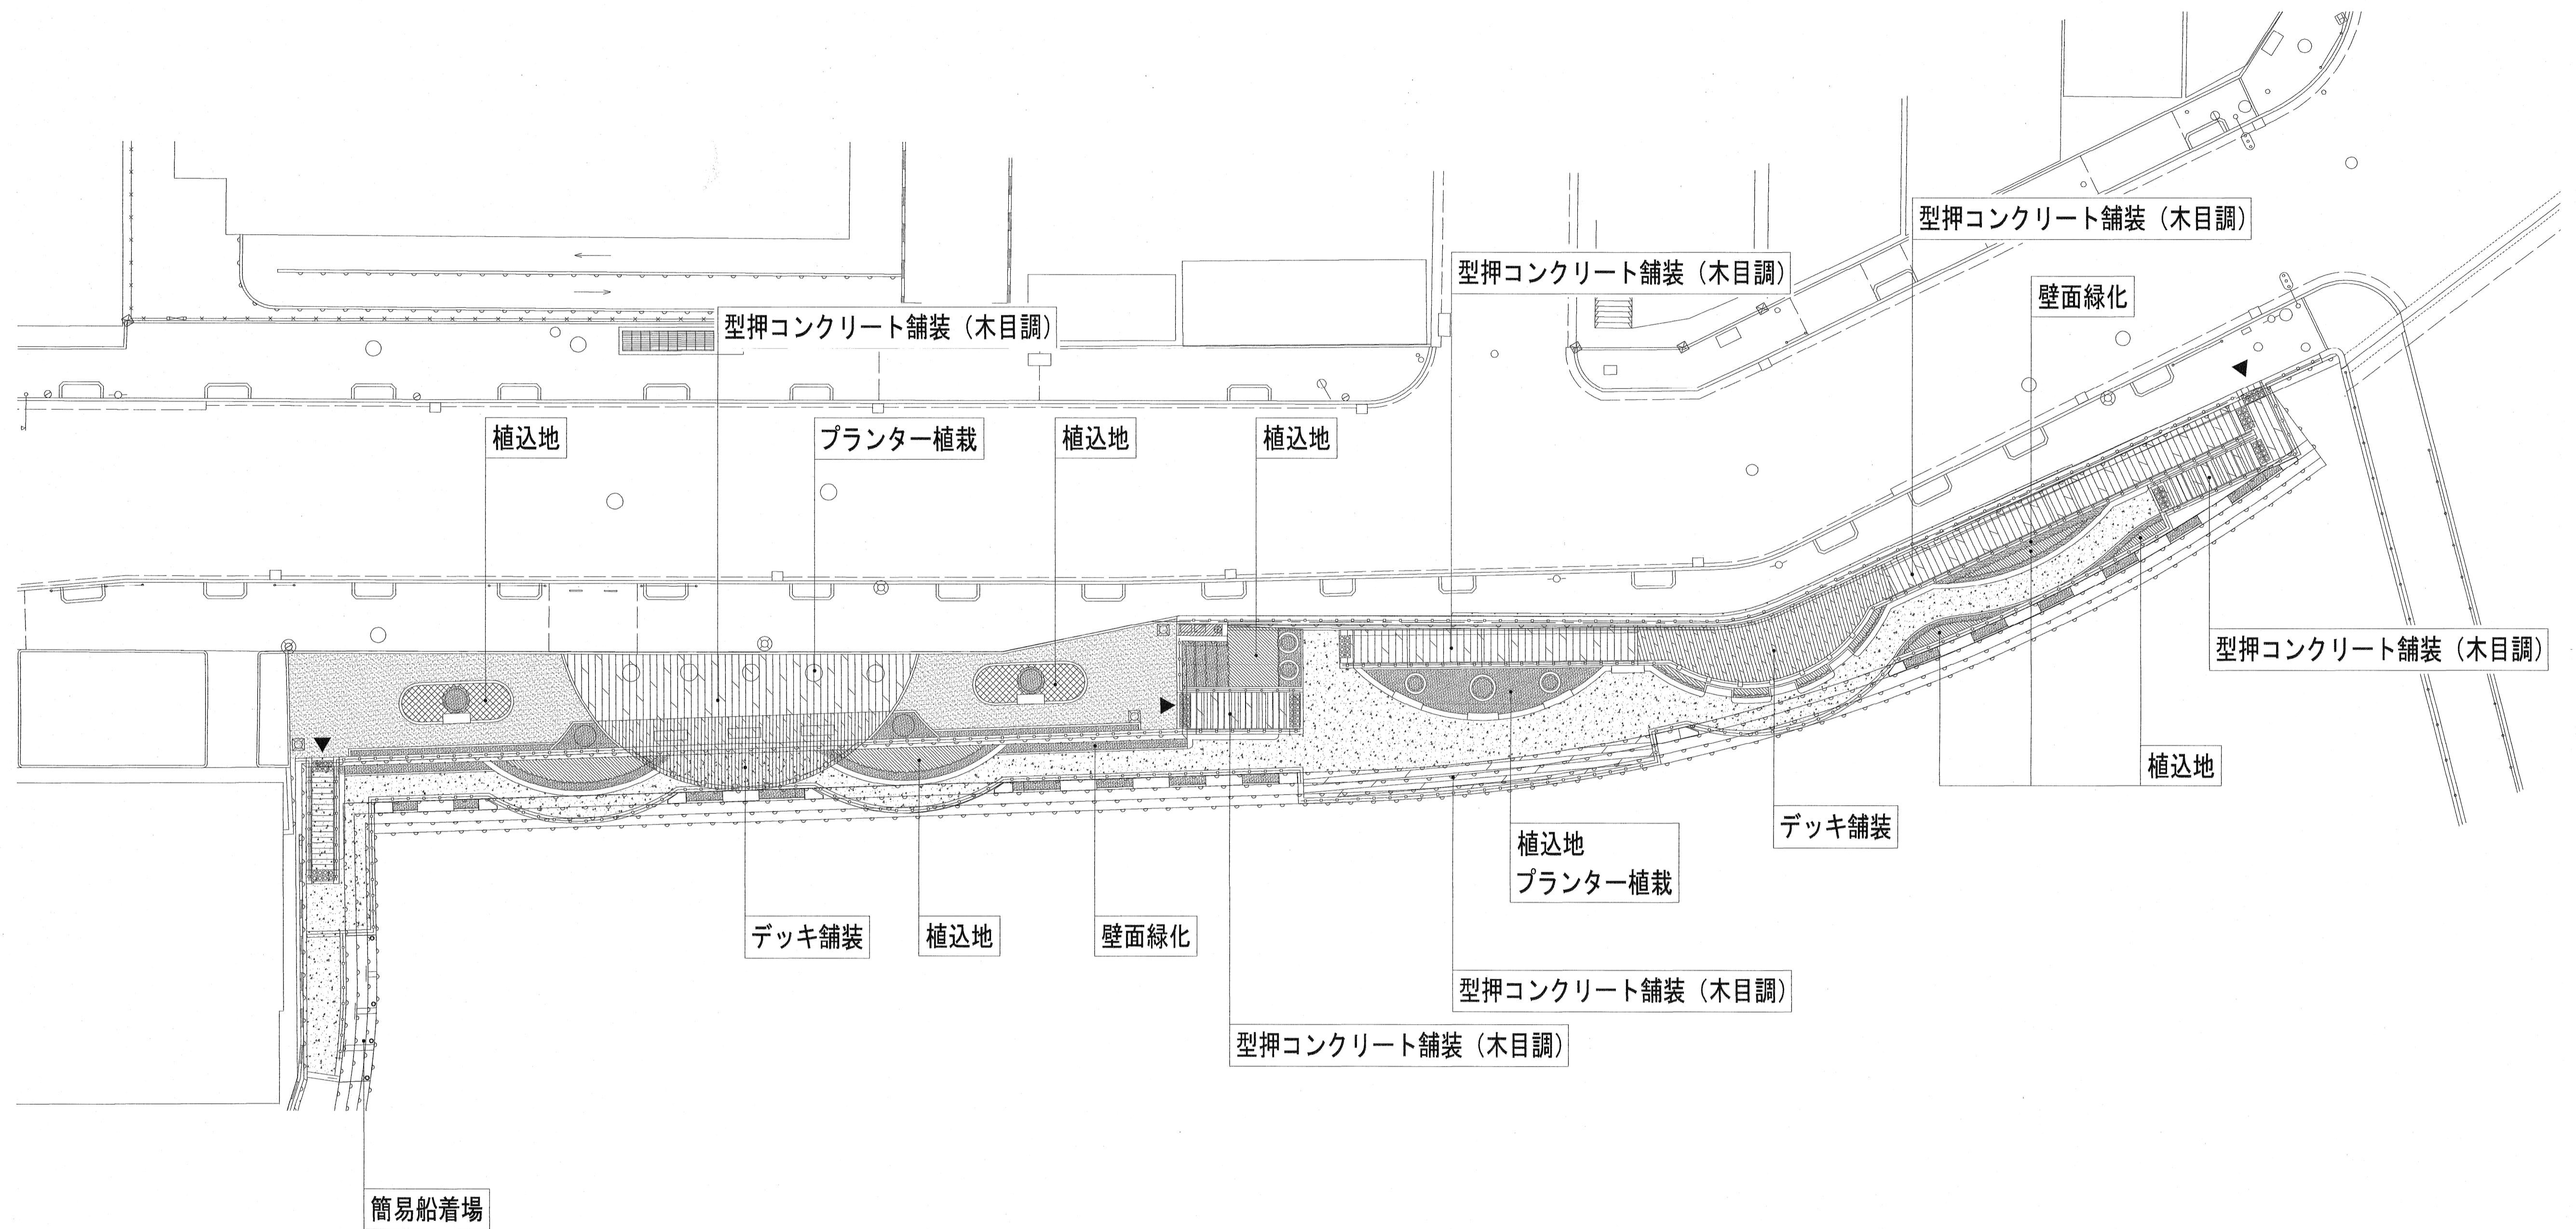 型押コンクリート舗装（木目調）
型押コンクリート舗装（木目調）
壁面緑化
型押コンクリート舗装（木目調）
植込地
プランター植栽
植込地
植込地
型押コンクリート舗装（木目調）
植込地
デッキ舗装
植込地
プランター植栽
デッキ舗装
植込地
壁面緑化
型押コンクリート舗装（木目調）
型押コンクリート舗装（木目調）
簡易船着場